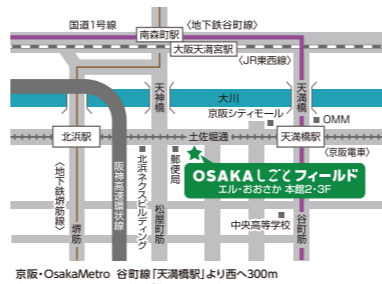 国道1号線
〈地下鉄谷町線〉
南森町駅
大阪天満宮駅
〈JR東西線〉
天神橋
大川
天満橋
京阪シティモール
OMM
北浜駅
土佐堀通
天満橋駅
〈京阪電車〉
〈地下鉄堺筋線〉
堺筋
阪神高速環状線
北浜ネクスビルディング
郵便局
松屋町筋
OSAKAしごとフィールド
エル・おおさか 本館2・3F
中央高等学校
谷町筋
京阪・OsakaMetro 谷町線「天満橋駅」より西へ300m